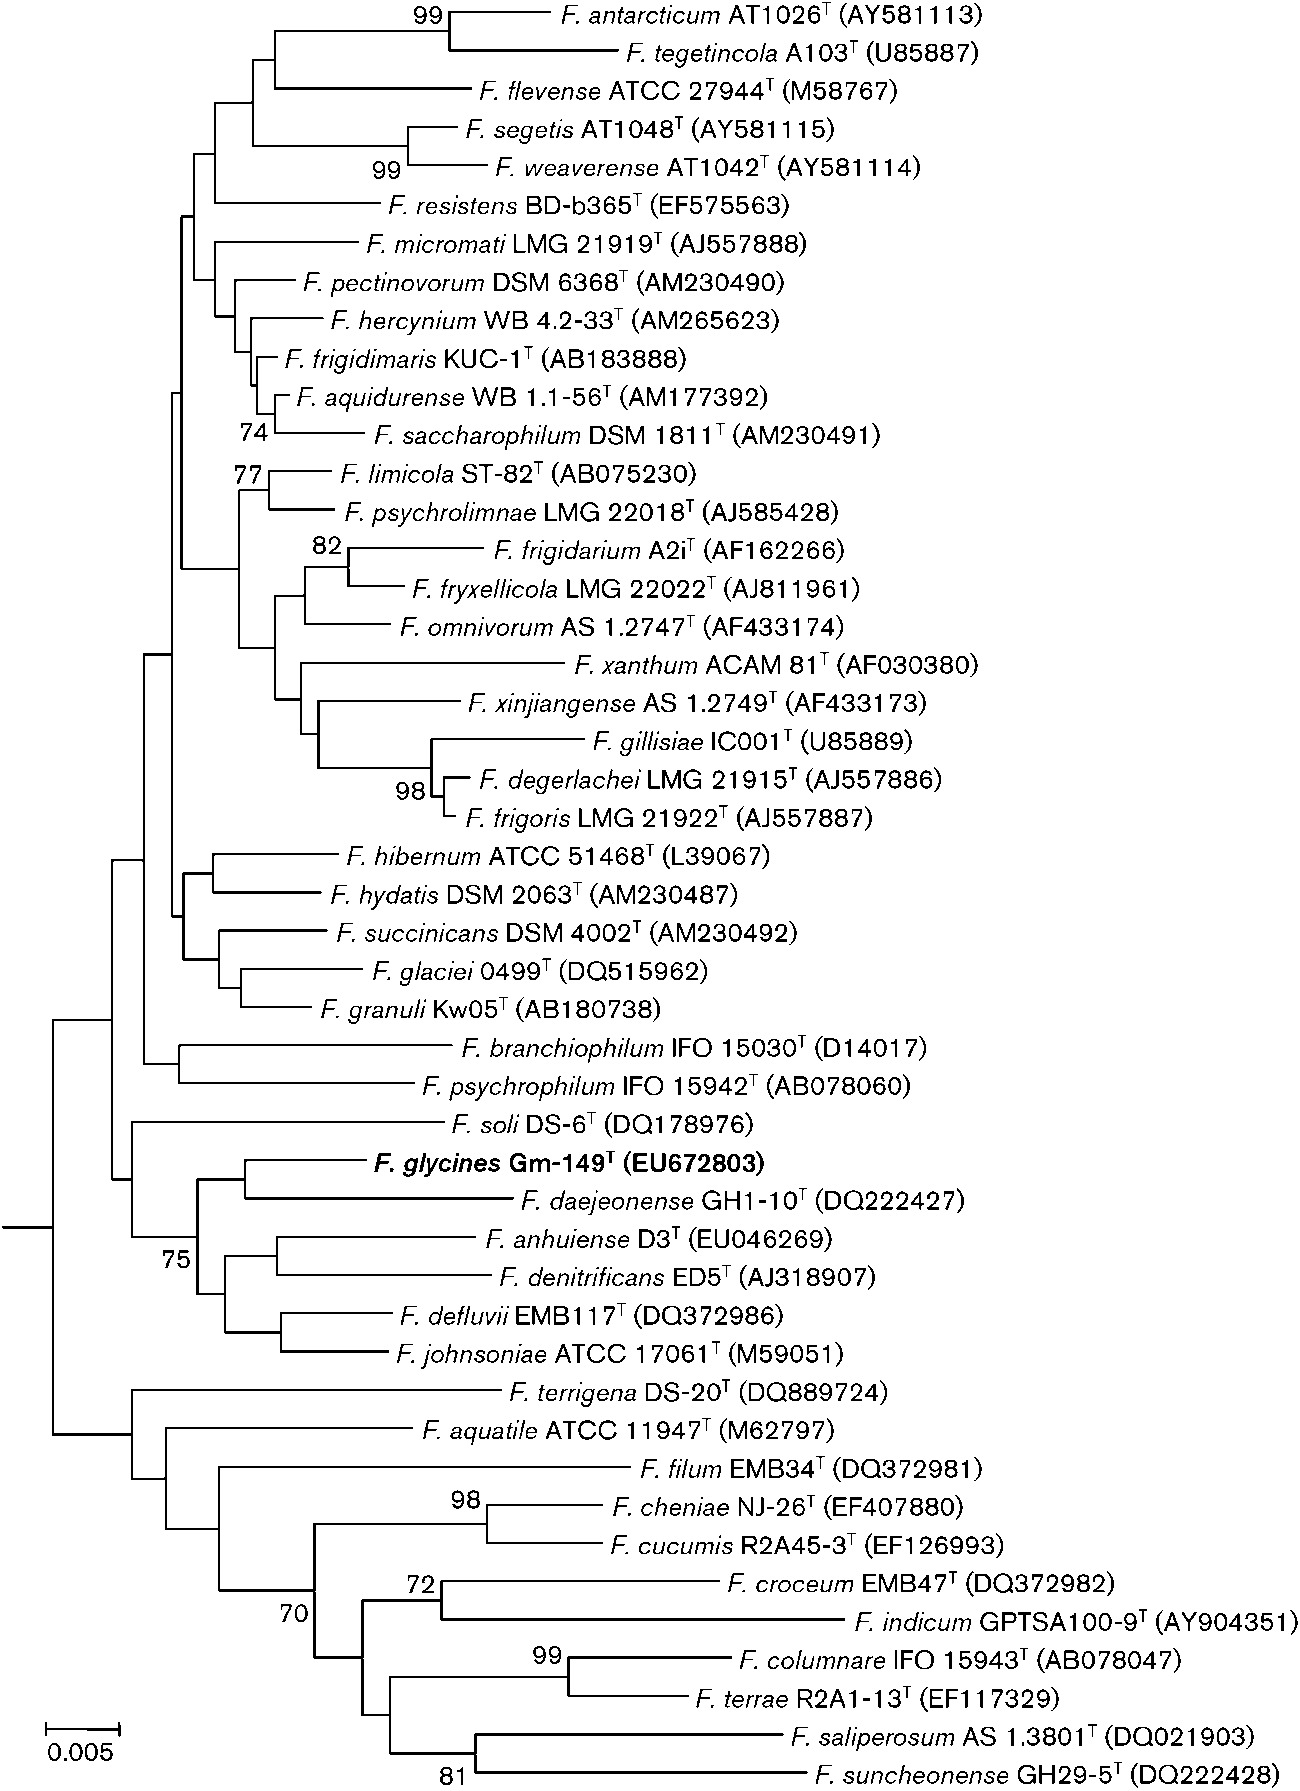 99
F. antarcticum AT1026ᵀ (AY581113)
F. tegetincola A103ᵀ (U85887)
F. flevense ATCC 27944ᵀ (M58767)
F. segetis AT1048ᵀ (AY581115)
99
F. weaverense AT1042ᵀ (AY581114)
F. resistens BD-b365ᵀ (EF575563)
F. micromati LMG 21919ᵀ (AJ557888)
F. pectinovorum DSM 6368ᵀ (AM230490)
F. hercynium WB 4.2-33ᵀ (AM265623)
F. frigidimaris KUC-1ᵀ (AB183888)
F. aquidurense WB 1.1-56ᵀ (AM177392)
74
F. saccharophilum DSM 1811ᵀ (AM230491)
77
F. limicola ST-82ᵀ (AB075230)
F. psychrolimnae LMG 22018ᵀ (AJ585428)
82
F. frigidarium A2iᵀ (AF162266)
F. fryxellicola LMG 22022ᵀ (AJ811961)
F. omnivorum AS 1.2747ᵀ (AF433174)
F. xanthum ACAM 81ᵀ (AF030380)
F. xinjiangense AS 1.2749ᵀ (AF433173)
F. gillisiae IC001ᵀ (U85889)
F. degerlachei LMG 21915ᵀ (AJ557886)
98
F. frigoris LMG 21922ᵀ (AJ557887)
F. hibernum ATCC 51468ᵀ (L39067)
F. hydatis DSM 2063ᵀ (AM230487)
F. succinicans DSM 4002ᵀ (AM230492)
F. glaciei 0499ᵀ (DQ515962)
F. granuli Kw05ᵀ (AB180738)
F. branchiophilum IFO 15030ᵀ (D14017)
F. psychrophilum IFO 15942ᵀ (AB078060)
F. soli DS-6ᵀ (DQ178976)
F. glycines Gm-149ᵀ (EU672803)
F. daejeonense GH1-10ᵀ (DQ222427)
F. anhuiense D3ᵀ (EU046269)
75
F. denitrificans ED5ᵀ (AJ318907)
F. defluvii EMB117ᵀ (DQ372986)
F. johnsoniae ATCC 17061ᵀ (M59051)
F. terrigena DS-20ᵀ (DQ889724)
F. aquatile ATCC 11947ᵀ (M62797)
F. filum EMB34ᵀ (DQ372981)
98
F. cheniae NJ-26ᵀ (EF407880)
F. cucumis R2A45-3ᵀ (EF126993)
72
F. croceum EMB47ᵀ (DQ372982)
70
F. indicum GPTSA100-9ᵀ (AY904351)
99
F. columnare IFO 15943ᵀ (AB078047)
F. terrae R2A1-13ᵀ (EF117329)
F. saliperosum AS 1.3801ᵀ (DQ021903)
0.005
81
F. suncheonense GH29-5ᵀ (DQ222428)